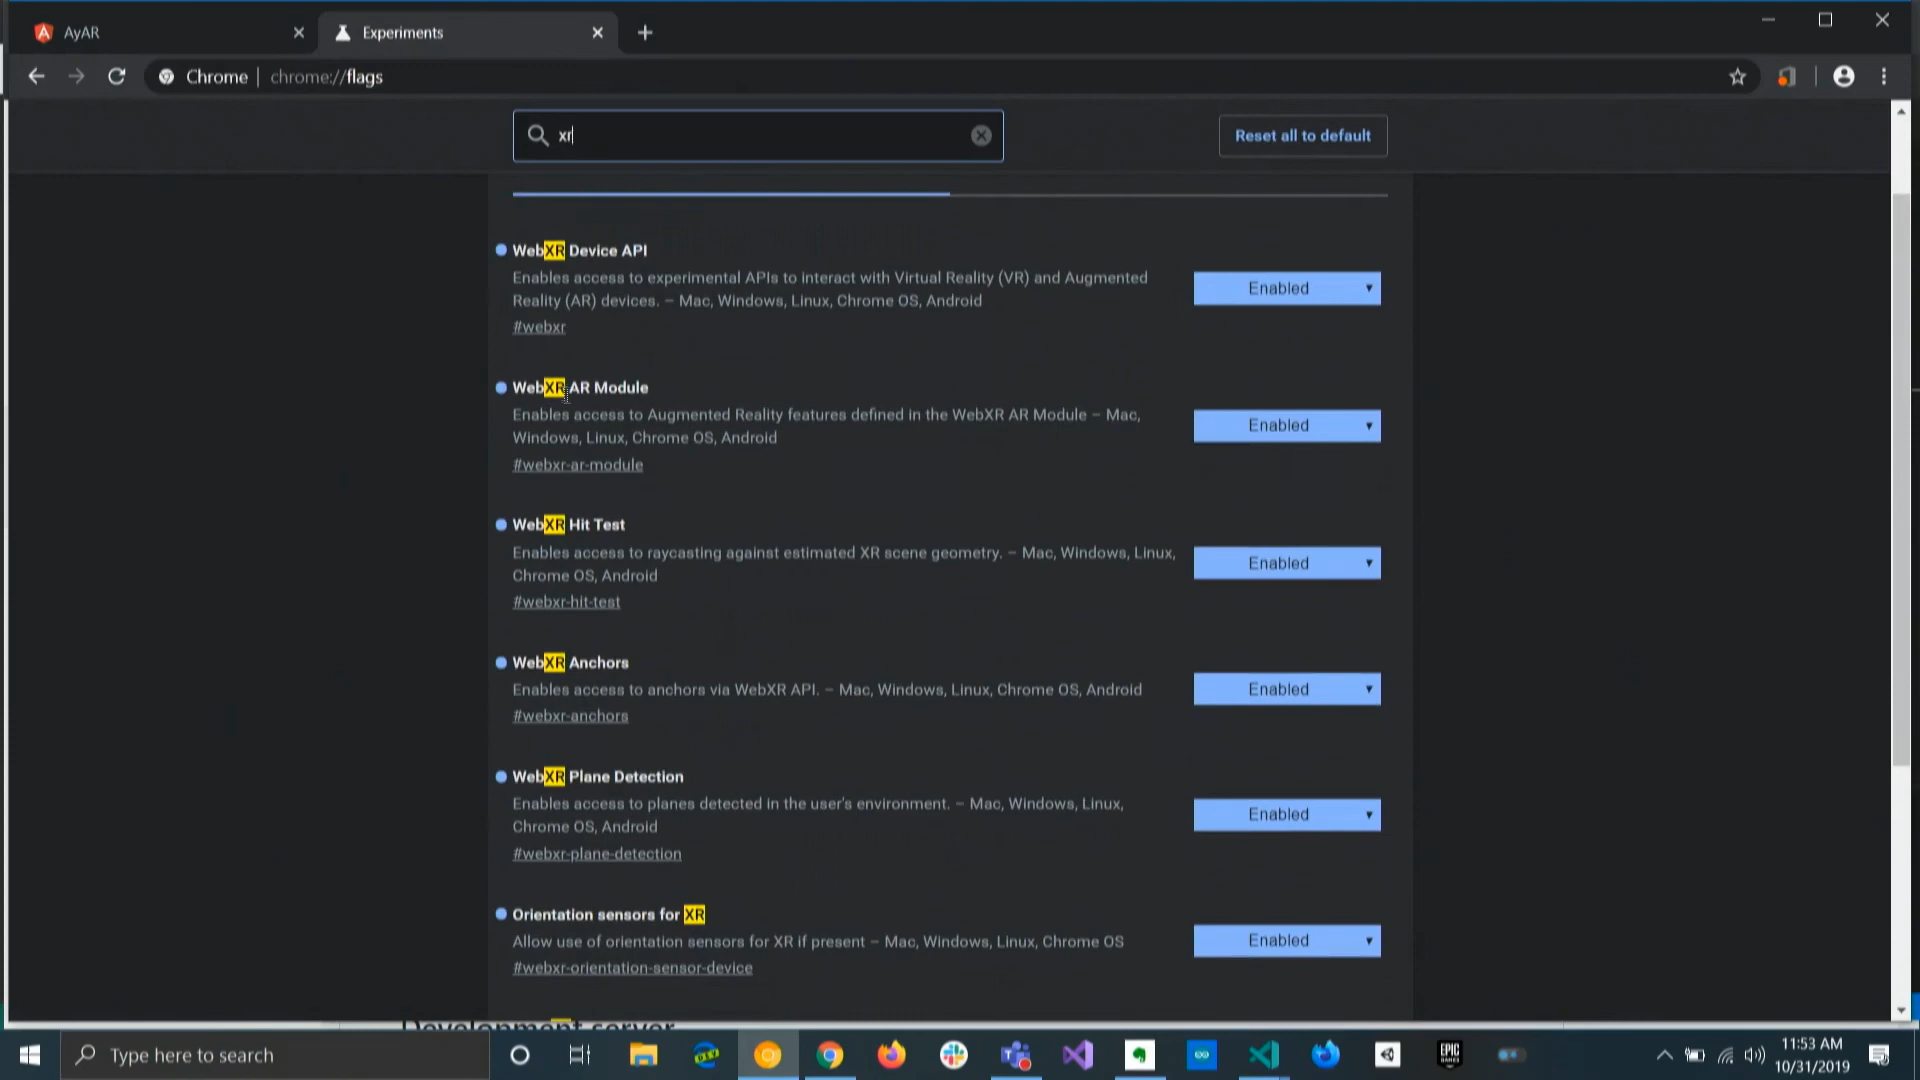 AyAR
Experiments
Chrome | chrome://flags
xr
Reset all to default
WebXR Device API
Enables access to experimental APIs to interact with Virtual Reality (VR) and Augmented
Reality (AR) devices. – Mac, Windows, Linux, Chrome OS, Android
#webxr
Enabled
WebXR AR Module
Enables access to Augmented Reality features defined in the WebXR AR Module – Mac,
Windows, Linux, Chrome OS, Android
#webxr-ar-module
Enabled
WebXR Hit Test
Enables access to raycasting against estimated XR scene geometry. – Mac, Windows, Linux,
Chrome OS, Android
#webxr-hit-test
Enabled
WebXR Anchors
Enables access to anchors via WebXR API. – Mac, Windows, Linux, Chrome OS, Android
#webxr-anchors
Enabled
WebXR Plane Detection
Enables access to planes detected in the user's environment. – Mac, Windows, Linux,
Chrome OS, Android
#webxr-plane-detection
Enabled
Orientation sensors for XR
Allow use of orientation sensors for XR if present – Mac, Windows, Linux, Chrome OS
#webxr-orientation-sensor-device
Enabled
Development server
Type here to search
DEV
EPIC
GAMES
11:53 AM
10/31/2019